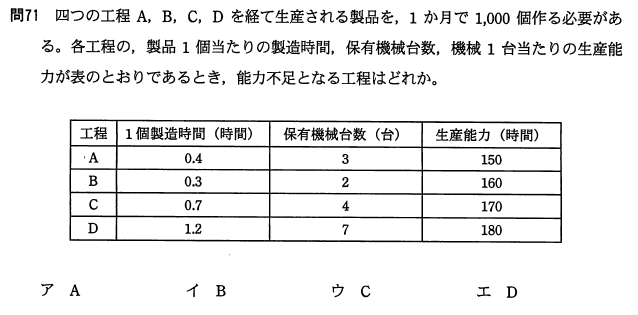 問71 四つの工程 A，B，C，D を経て生産される製品を，1 か月で 1,000 個作る必要があ
る。各工程の，製品 1 個当たりの製造時間，保有機械台数，機械 1 台当たりの生産能
力が表のとおりであるとき，能力不足となる工程はどれか。
工程 1 個製造時間（時間） 保有機械台数（台） 生産能力（時間）
A 0.4 3 150
B 0.3 2 160
C 0.7 4 170
D 1.2 7 180
ア A イ B ウ C エ D